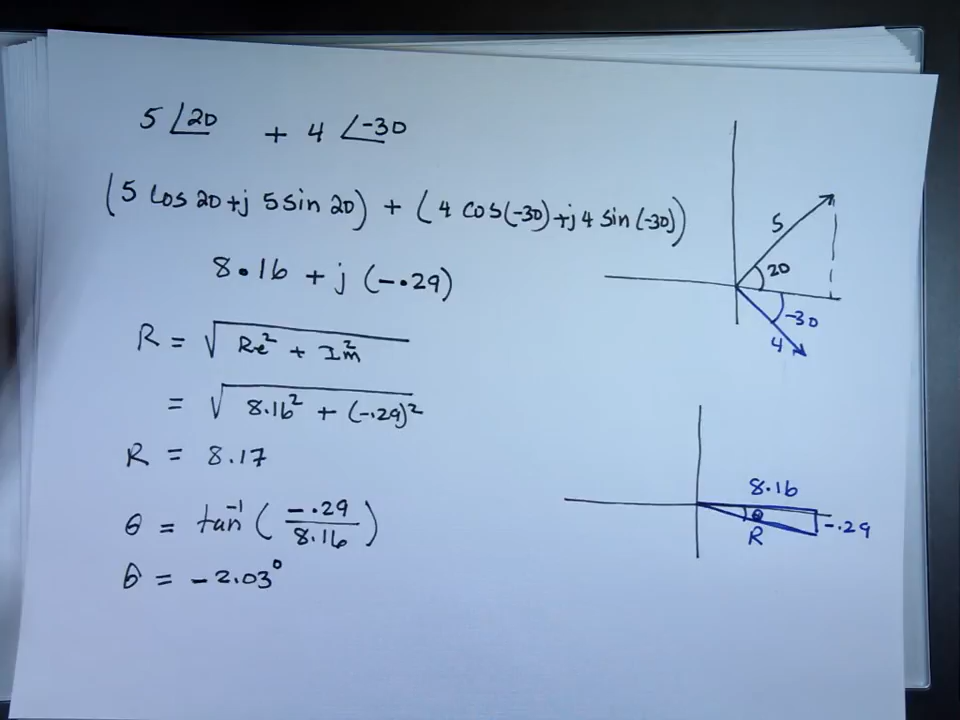 5 ∠20 + 4 ∠-30
(5 cos 20 + j 5 sin 20) + (4 cos(-30) + j 4 sin(-30))
8.16 + j (-.29)
R = √(Re² + Im²)
= √(8.16² + (-.29)²)
R = 8.17
θ = tan⁻¹ (-.29 / 8.16)
θ = -2.03°
5
20
-30
4
8.16
θ
-.29
R